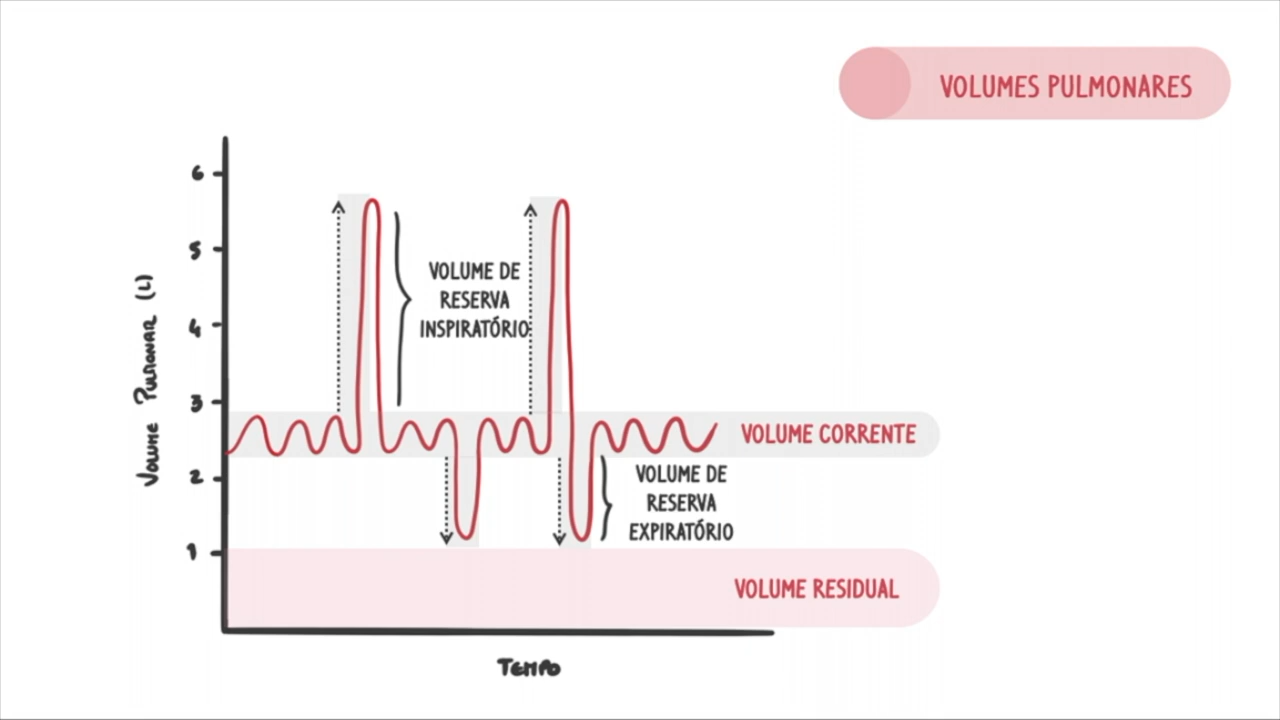 VOLUMES PULMONARES
VOLUME PULMONAR (L)
6
5
4
3
2
1
VOLUME DE
RESERVA
INSPIRATÓRIO
VOLUME CORRENTE
VOLUME DE
RESERVA
EXPIRATÓRIO
VOLUME RESIDUAL
TEMPO